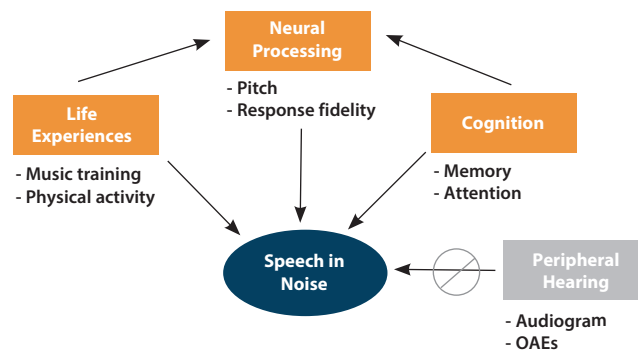 Neural
Processing
- Pitch
- Response fidelity
Life
Experiences
- Music training
- Physical activity
Cognition
- Memory
- Attention
Speech in
Noise
Peripheral
Hearing
- Audiogram
- OAEs